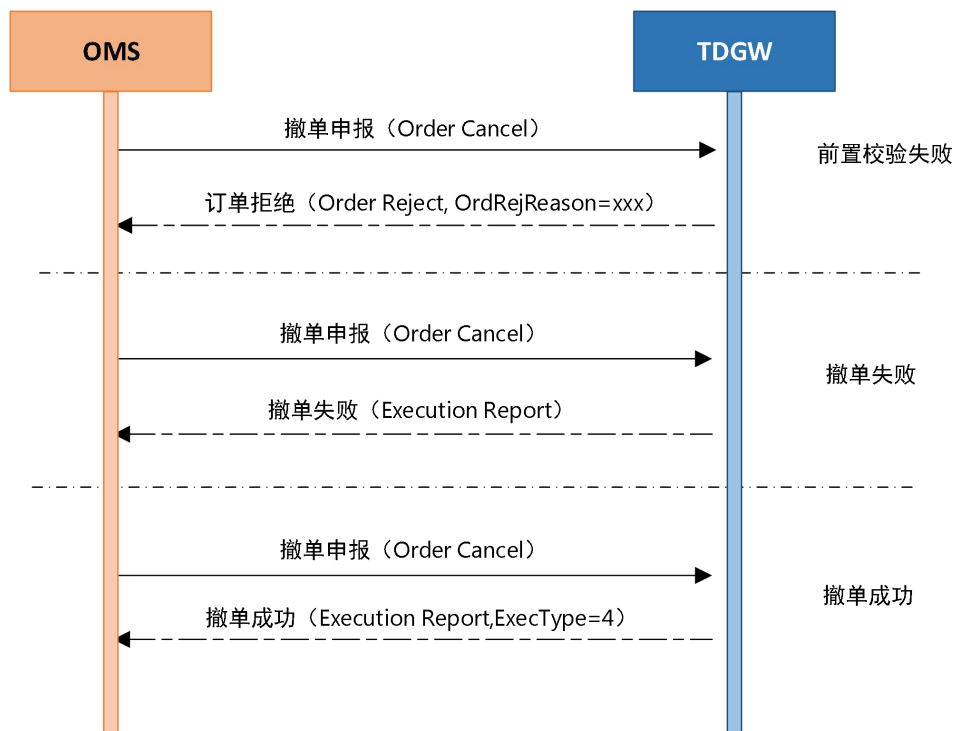 OMS
TDGW
撤单申报（Order Cancel）
前置校验失败
订单拒绝（Order Reject, OrdRejReason=xxx）
撤单申报（Order Cancel）
撤单失败
撤单失败（Execution Report）
撤单申报（Order Cancel）
撤单成功
撤单成功（Execution Report,ExecType=4）